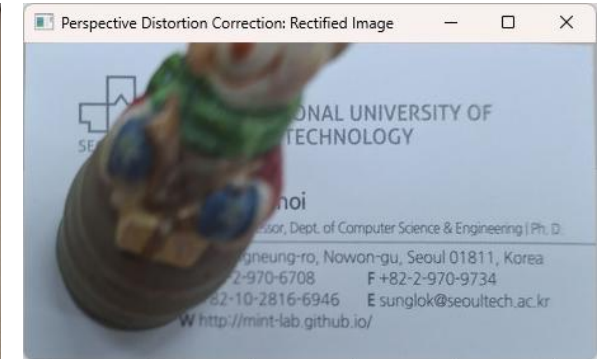 Perspective Distortion Correction: Rectified Image
ONAL UNIVERSITY OF
SE
TECHNOLOGY
hoi
ssor, Dept. of Computer Science & Engineering | Ph. D.
gneung-ro, Nowon-gu, Seoul 01811, Korea
2-970-6708 F +82-2-970-9734
82-10-2816-6946 E sunglok@seoultech.ac.kr
W http://mint-lab.github.io/